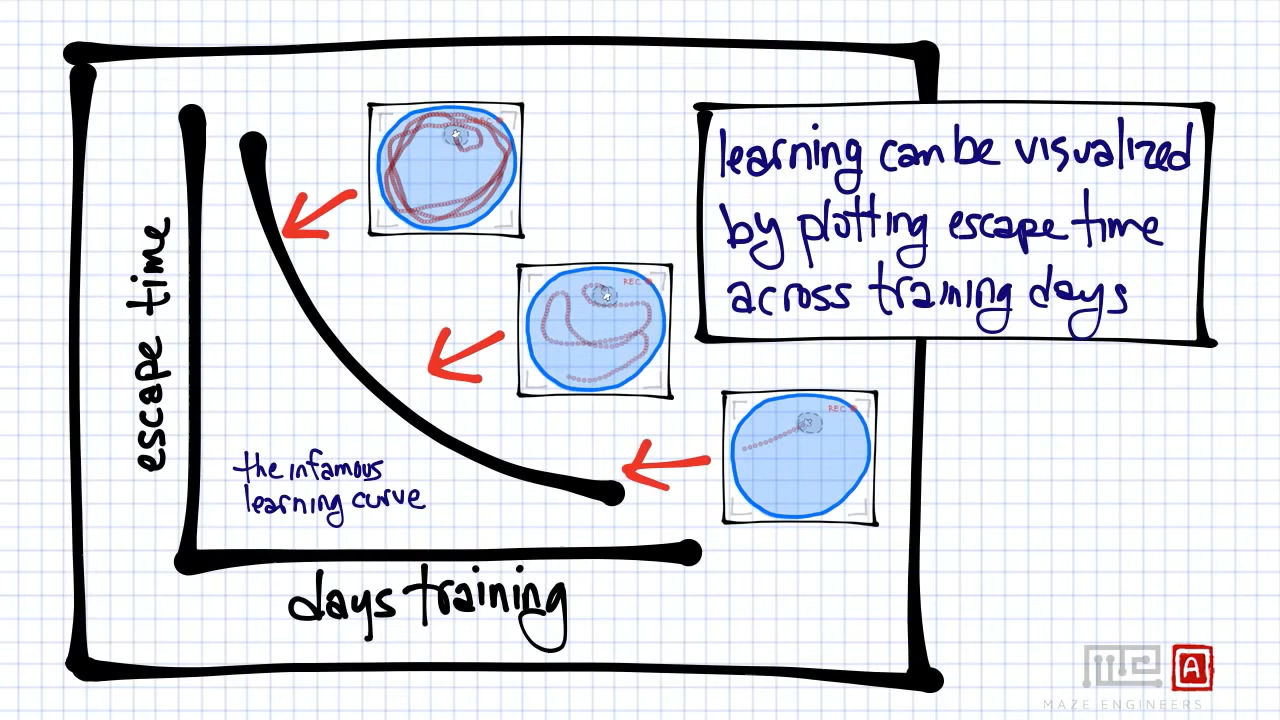 learning can be visualized
by plotting escape time
across training days
escape time
REC
REC
REC
the infamous
learning curve
days training
A
MAZE ENGINEERS